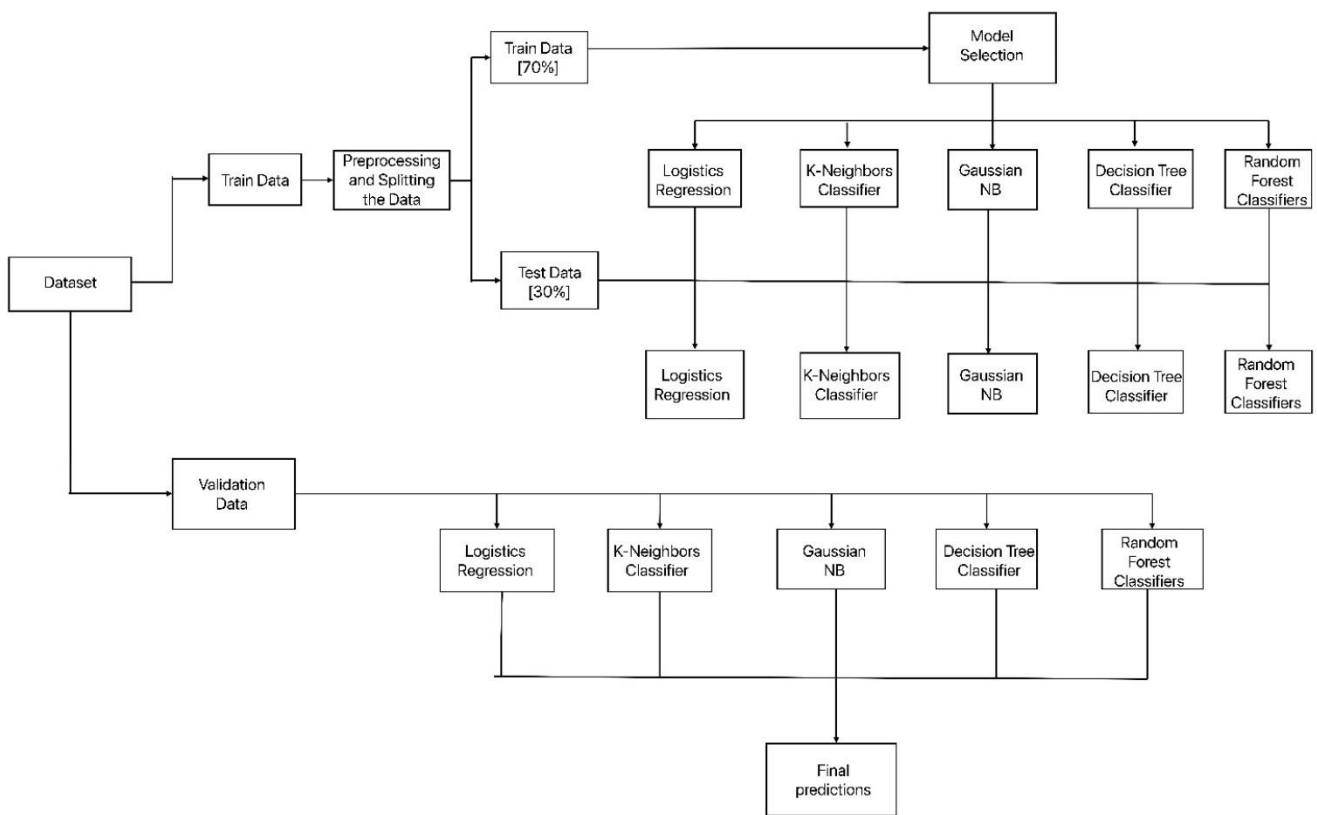 Train Data
[70%]
Model
Selection
Train Data
Preprocessing
and Splitting
the Data
Logistics
Regression
K-Neighbors
Classifier
Gaussian
NB
Decision Tree
Classifier
Random
Forest
Classifiers
Dataset
Test Data
[30%]
Logistics
Regression
K-Neighbors
Classifier
Gaussian
NB
Decision Tree
Classifier
Random
Forest
Classifiers
Validation
Data
Logistics
Regression
K-Neighbors
Classifier
Gaussian
NB
Decision Tree
Classifier
Random
Forest
Classifiers
Final
predictions